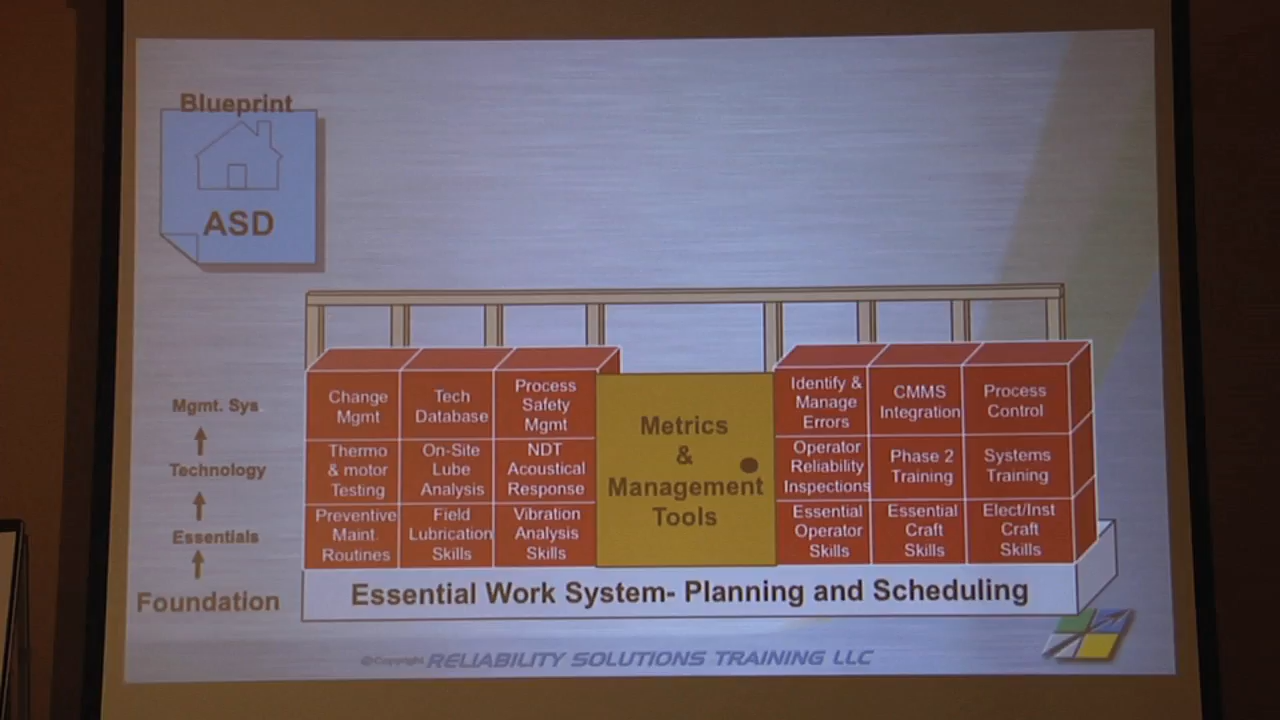 Blueprint
ASD
Change
Mgmt
Tech
Database
Process
Safety
Mgmt
Identify &
Manage
Errors
CMMS
Integration
Process
Control
Mgmt. Sys.
Thermo
& motor
Testing
On-Site
Lube
Analysis
NDT
Acoustical
Response
Metrics
&
Management
Tools
Operator
Reliability
Inspections
Phase 2
Training
Systems
Training
Technology
Preventive
Maint.
Routines
Field
Lubrication
Skills
Vibration
Analysis
Skills
Essential
Operator
Skills
Essential
Craft
Skills
Elect/Inst
Craft
Skills
Essentials
Foundation
Essential Work System- Planning and Scheduling
©Copyright RELIABILITY SOLUTIONS TRAINING LLC